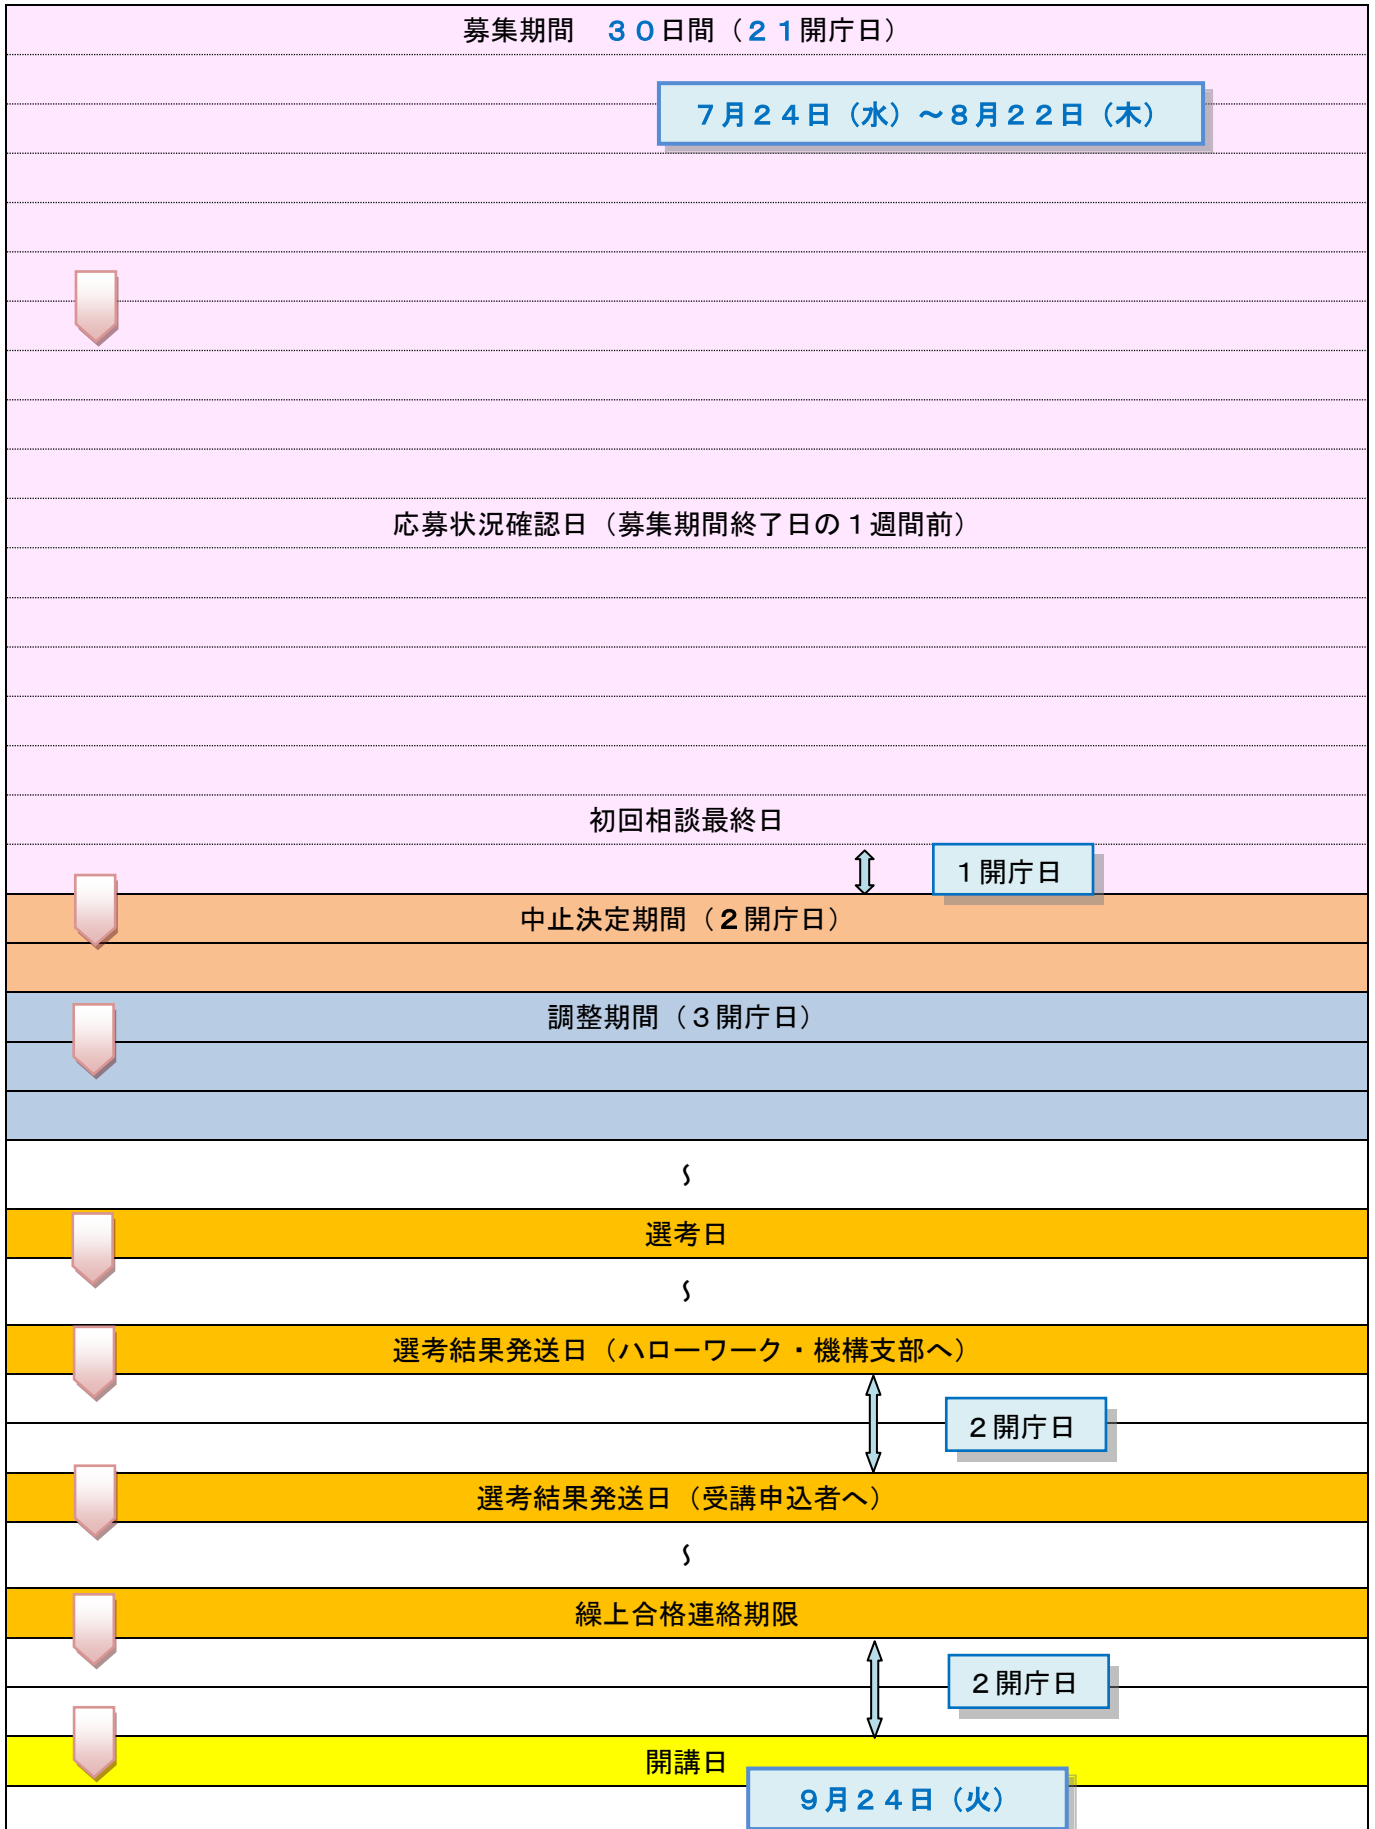 募集期間　３０日間（２１開庁日）
７月２４日（水）～８月２２日（木）
応募状況確認日（募集期間終了日の１週間前）
初回相談最終日
１開庁日
中止決定期間（２開庁日）
調整期間（３開庁日）
～
選考日
～
選考結果発送日（ハローワーク・機構支部へ）
２開庁日
選考結果発送日（受講申込者へ）
～
繰上合格連絡期限
２開庁日
開講日
９月２４日（火）